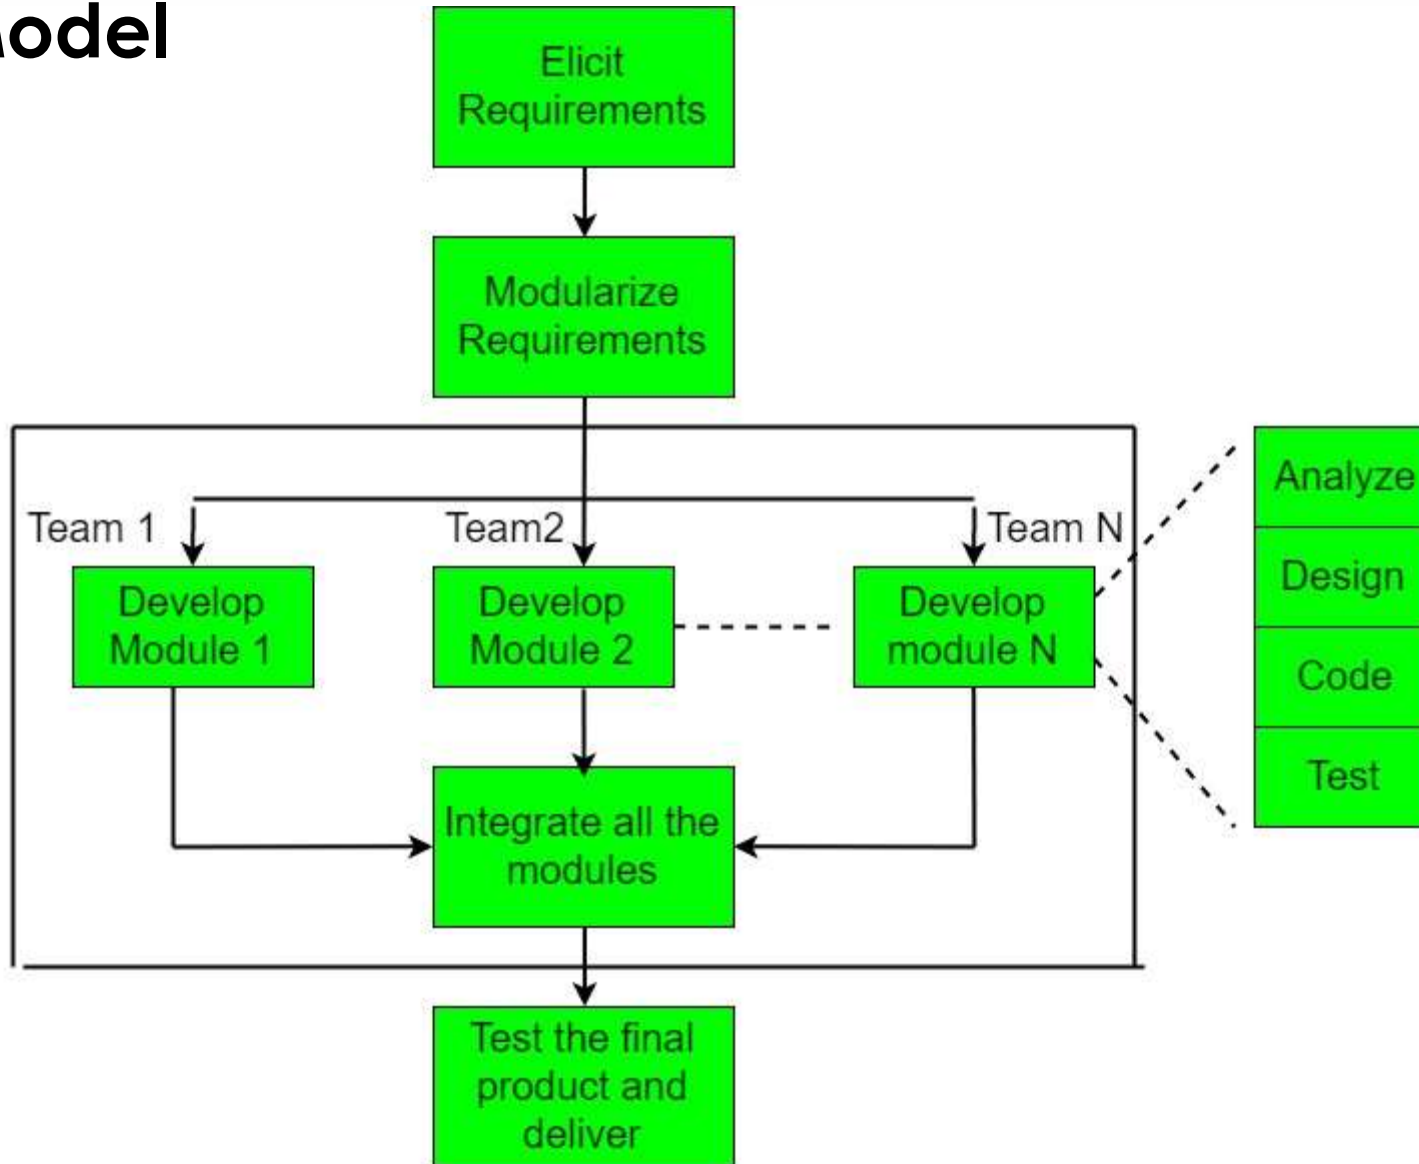 Model
Elicit
Requirements
Modularize
Requirements
Team 1
Team2
Team N
Develop
Module 1
Develop
Module 2
Develop
module N
Analyze
Design
Code
Test
Integrate all the
modules
Test the final
product and
deliver